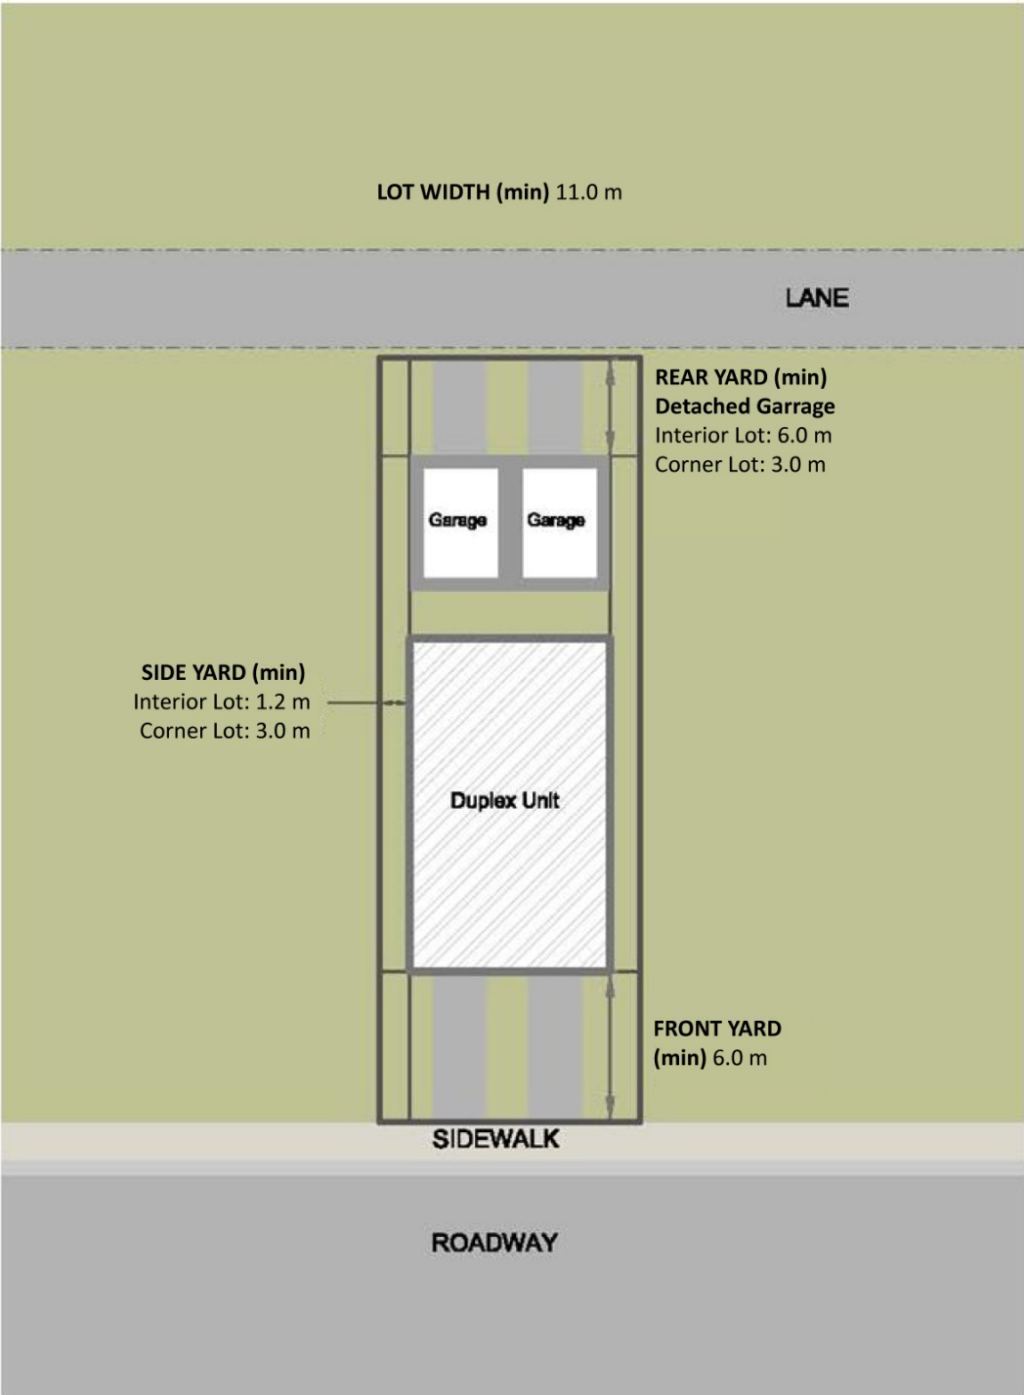 LOT WIDTH (min) 11.0 m
LANE
REAR YARD (min)
Detached Garrage
Interior Lot: 6.0 m
Corner Lot: 3.0 m
Garage Garage
SIDE YARD (min)
Interior Lot: 1.2 m
Corner Lot: 3.0 m
Duplex Unit
FRONT YARD
(min) 6.0 m
SIDEWALK
ROADWAY